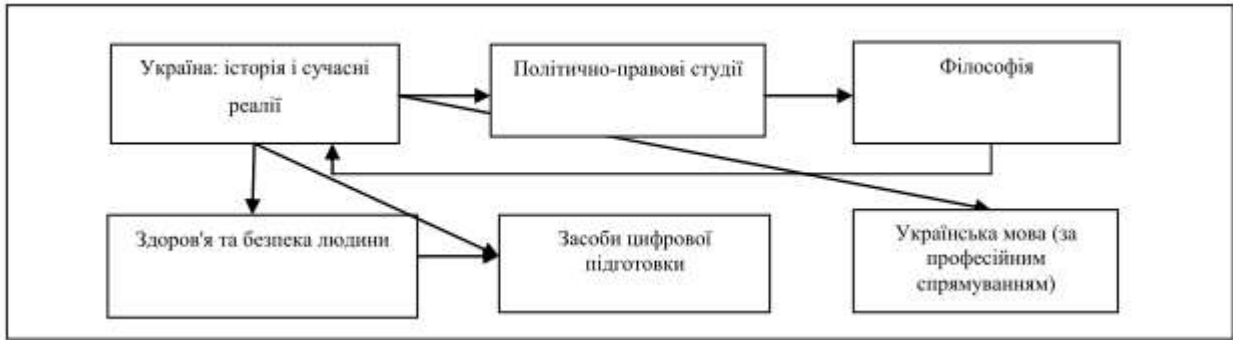 Україна: історія і сучасні
реалії
Політично-правові студії
Філософія
Здоров'я та безпека людини
Засоби цифрової
підготовки
Українська мова (за
професійним
спрямуванням)